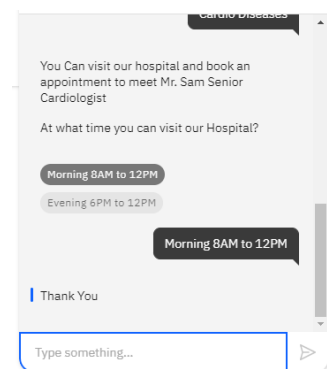 Cardio Diseases
You Can visit our hospital and book an
appointment to meet Mr. Sam Senior
Cardiologist
At what time you can visit our Hospital?
Morning 8AM to 12PM
Evening 6PM to 12PM
Morning 8AM to 12PM
Thank You
Type something...